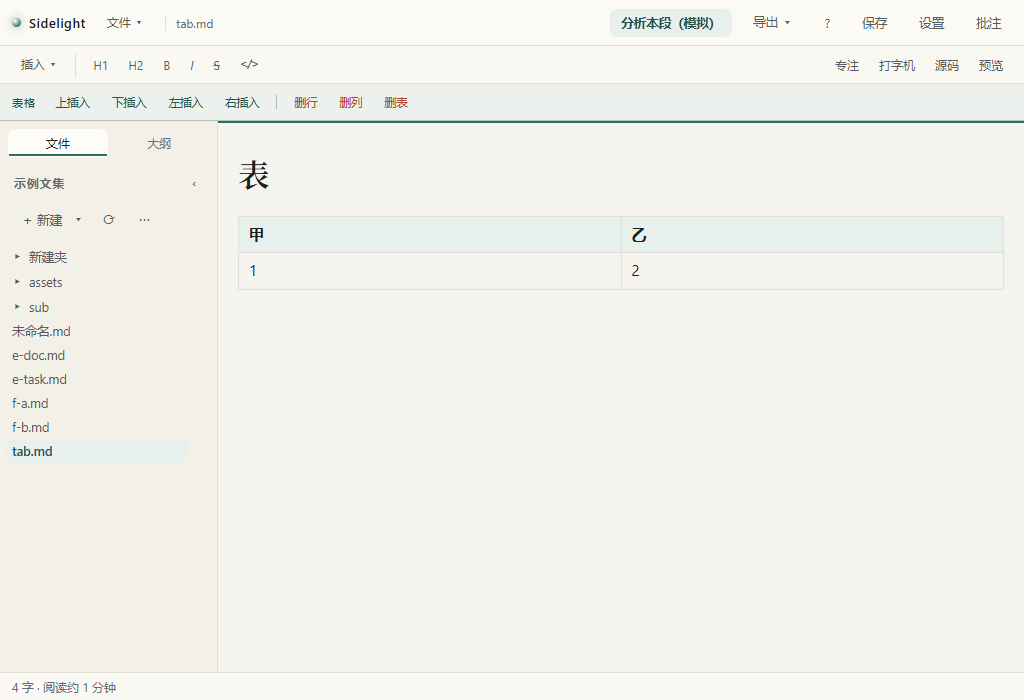 Sidelight 文件 ▾ tab.md 分析本段（模拟） 导出 ▾ ? 保存 设置 批注
插入 ▾ H1 H2 B I S </> 专注 打字机 源码 预览
表格 上插入 下插入 左插入 右插入 删行 删列 删表
文件 大纲
示例文集 ‹
+ 新建 ▾ ⟳ ···
▸ 新建夹
▸ assets
▸ sub
未命名.md
e-doc.md
e-task.md
f-a.md
f-b.md
tab.md
表
甲 乙
1 2
4 字 · 阅读约 1 分钟